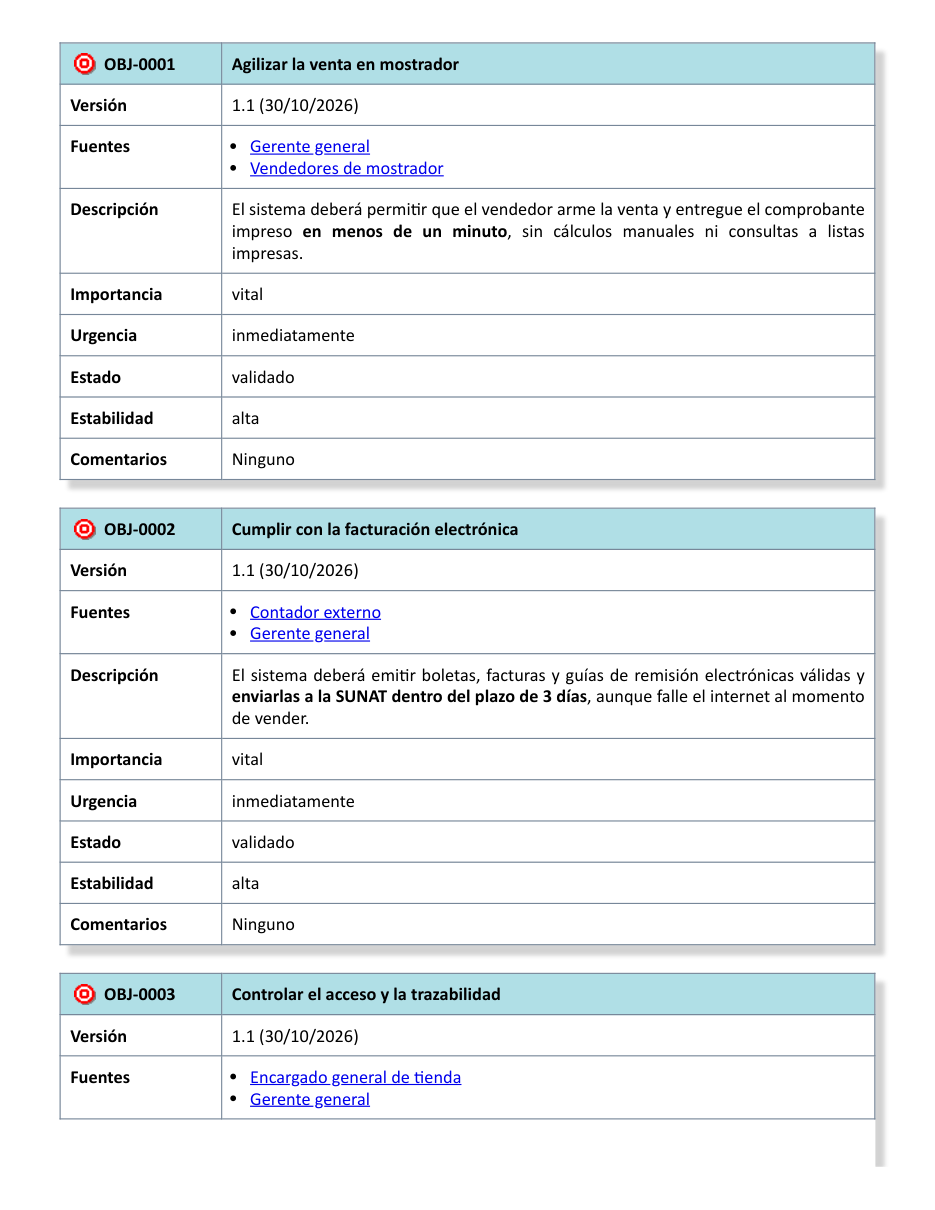 OBJ-0001 Agilizar la venta en mostrador
Versión 1.1 (30/10/2026)
Fuentes • Gerente general
• Vendedores de mostrador
Descripción El sistema deberá permitir que el vendedor arme la venta y entregue el comprobante
impreso en menos de un minuto, sin cálculos manuales ni consultas a listas
impresas.
Importancia vital
Urgencia inmediatamente
Estado validado
Estabilidad alta
Comentarios Ninguno
OBJ-0002 Cumplir con la facturación electrónica
Versión 1.1 (30/10/2026)
Fuentes • Contador externo
• Gerente general
Descripción El sistema deberá emitir boletas, facturas y guías de remisión electrónicas válidas y
enviarlas a la SUNAT dentro del plazo de 3 días, aunque falle el internet al momento
de vender.
Importancia vital
Urgencia inmediatamente
Estado validado
Estabilidad alta
Comentarios Ninguno
OBJ-0003 Controlar el acceso y la trazabilidad
Versión 1.1 (30/10/2026)
Fuentes • Encargado general de tienda
• Gerente general